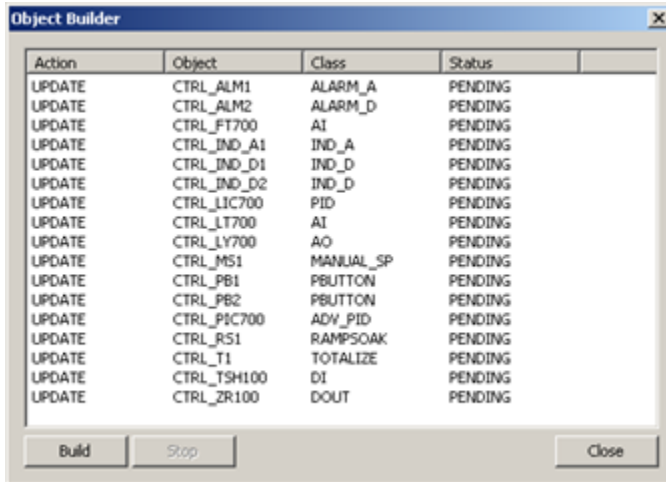 Object Builder
Action Object Class Status
UPDATE CTRL_ALM1 ALARM_A PENDING
UPDATE CTRL_ALM2 ALARM_D PENDING
UPDATE CTRL_FT700 AI PENDING
UPDATE CTRL_IND_A1 IND_A PENDING
UPDATE CTRL_IND_D1 IND_D PENDING
UPDATE CTRL_IND_D2 IND_D PENDING
UPDATE CTRL_LIC700 PID PENDING
UPDATE CTRL_LT700 AI PENDING
UPDATE CTRL_LY700 AO PENDING
UPDATE CTRL_MS1 MANUAL_SP PENDING
UPDATE CTRL_PB1 PBUTTON PENDING
UPDATE CTRL_PB2 PBUTTON PENDING
UPDATE CTRL_PIC700 ADV_PID PENDING
UPDATE CTRL_RS1 RAMPSOAK PENDING
UPDATE CTRL_T1 TOTALIZE PENDING
UPDATE CTRL_TSH100 DI PENDING
UPDATE CTRL_ZR100 DOUT PENDING
Build Stop Close